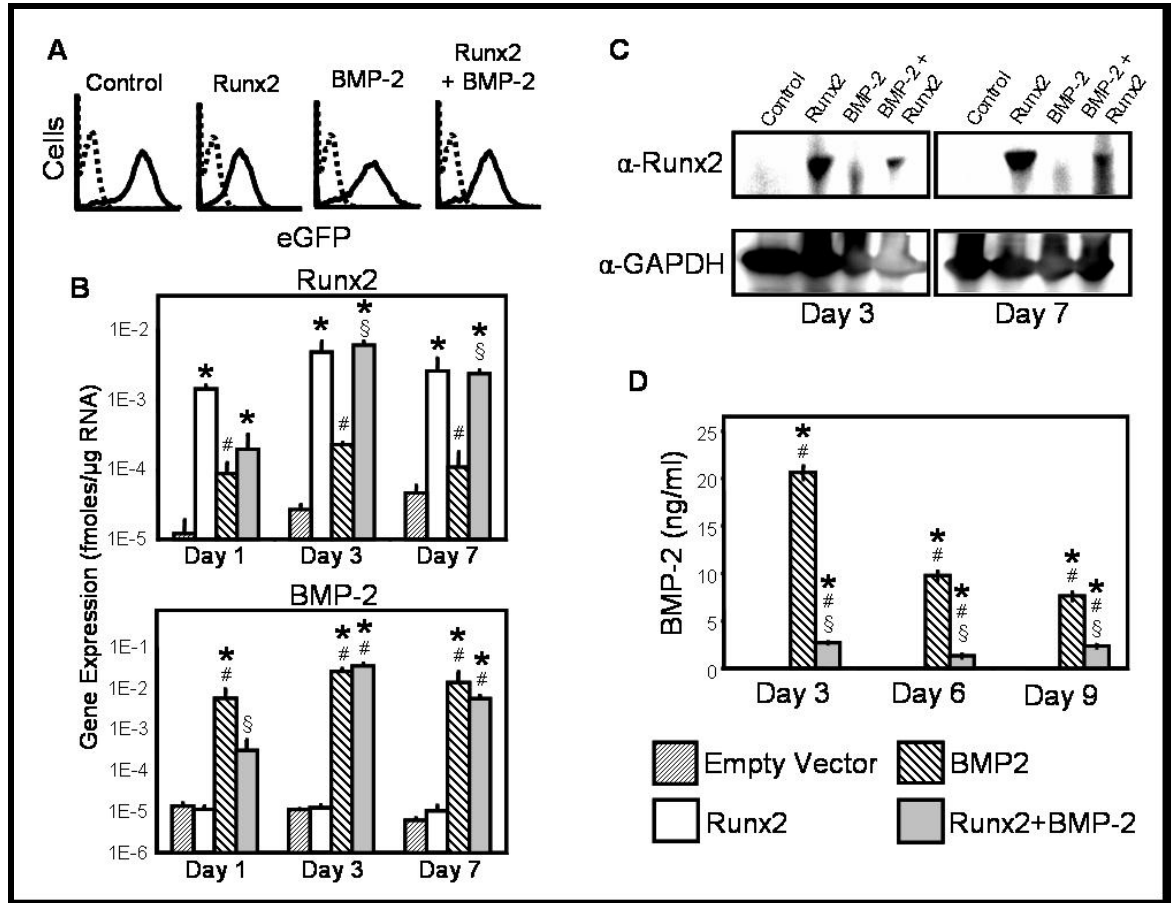 A
Control
Runx2
BMP-2
Runx2
+ BMP-2
Cells
eGFP
B
Runx2
Gene Expression (fmoles/µg RNA)
1E-2
1E-3
1E-4
1E-5
* # * * # * § * # * §
Day 1 Day 3 Day 7
BMP-2
1E-1
1E-2
1E-3
1E-4
1E-5
1E-6
* # § * # * # * # * #
Day 1 Day 3 Day 7
C
Control
Runx2
BMP-2
BMP-2 +
Runx2
Control
Runx2
BMP-2
BMP-2 +
Runx2
α-Runx2
α-GAPDH
Day 3 Day 7
D
BMP-2 (ng/ml)
25
20
15
10
5
0
* # * # § * # * # § * # * # §
Day 3 Day 6 Day 9
Empty Vector
BMP2
Runx2
Runx2+BMP-2